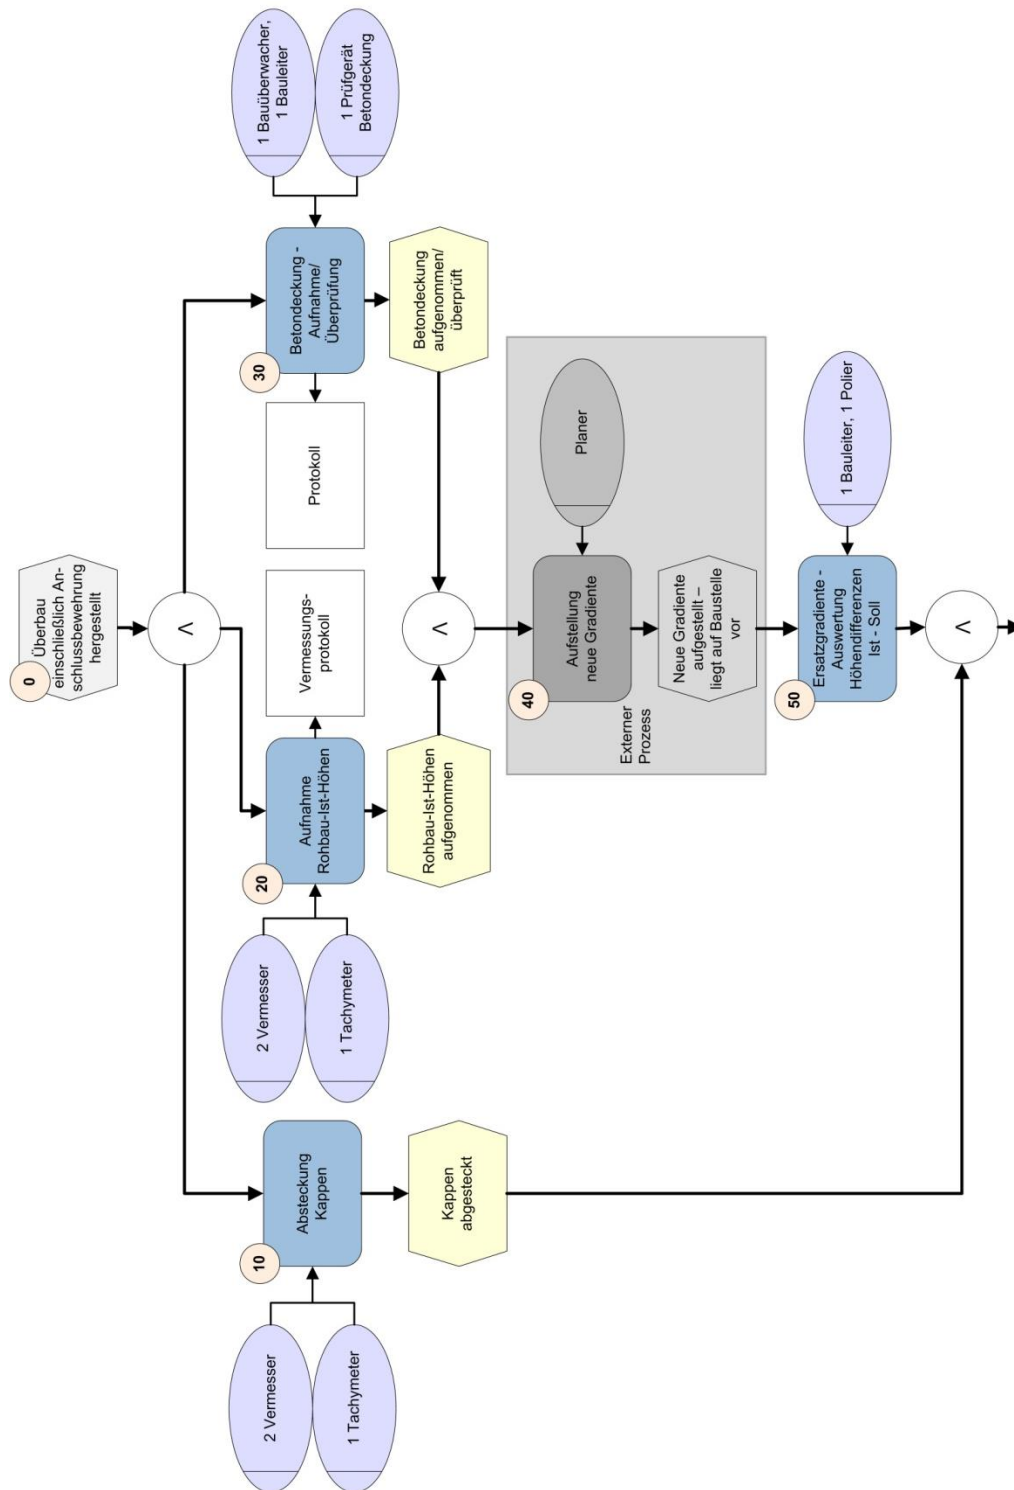 0
Überbau
einschließlich An-
schlussbewehrung
hergestellt
V
10
Absteckung
Kappen
2 Vermesser
1 Tachymeter
Kappen
abgesteckt
20
Aufnahme
Rohbau-Ist-Höhen
2 Vermesser
1 Tachymeter
Vermessungs-
protokoll
Rohbau-Ist-Höhen
aufgenommen
30
Betondeckung -
Aufnahme/
Überprüfung
1 Bauüberwacher,
1 Bauleiter
1 Prüfgerät
Betondeckung
Protokoll
Betondeckung
aufgenommen/
überprüft
V
Externer
Prozess
40
Aufstellung
neue Gradiente
Planer
Neue Gradiente
aufgestellt –
liegt auf Baustelle
vor
50
Ersatzgradiente -
Auswertung
Höhendifferenzen
Ist - Soll
1 Bauleiter, 1 Polier
V